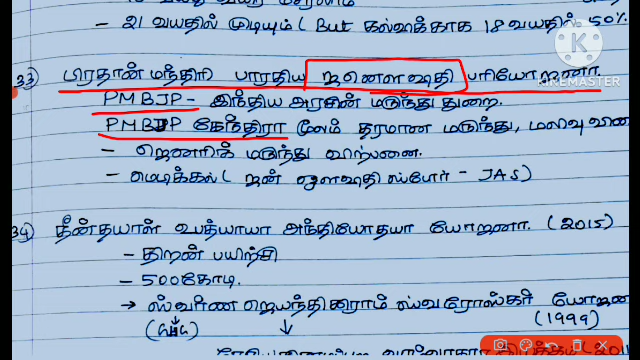 - 21 வயதில் முடியும் ( But கல்விக்காக 18 வயதில் 50%
33) பிரதான் மந்திரி பாரதிய ஜனௌஷதி பரியோஜனா.
PMBJP - இந்திய அரசின் மருந்து துறை.
PMBJP கேந்திரா மூலம் தரமான மருந்து, மலிவு விலை
- ஜெனரிக் மருந்து விற்பனை.
- மெடிக்கல் ( ஜன் ஔஷதி ஸ்டோர் - JAS)
34) தீன்தயாள் உபத்யாயா அந்தியோதயா யோஜனா. (2015)
- திறன் பயிற்சி
- 500கோடி.
→ ஸ்வர்ண ஜெயந்தி கிராம் ஸ்வரோஸ்கர் யோஜனா
(1999)
K
KINEMASTER